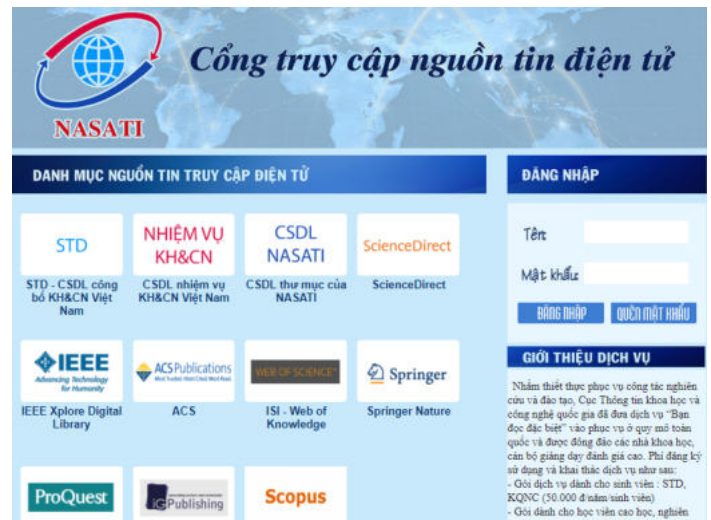 Cổng truy cập nguồn tin điện tử
NASATI
DANH MỤC NGUỒN TIN TRUY CẬP ĐIỆN TỬ
STD
NHIỆM VỤ
KH&CN
CSDL
NASATI
ScienceDirect
STD - CSDL công
bố KH&CN Việt
Nam
CSDL nhiệm vụ
KH&CN Việt Nam
CSDL thư mục của
NASATI
ScienceDirect
IEEE
Advancing Technology
for Humanity
ACS Publications
Most Trusted. Most Cited. Most Read.
WEB OF SCIENCE™
Springer
IEEE Xplore Digital
Library
ACS
ISI - Web of
Knowledge
Springer Nature
ProQuest
iGPublishing
Scopus
ĐĂNG NHẬP
Tên:
Mật khẩu:
ĐĂNG NHẬP
QUÊN MẬT KHẨU
GIỚI THIỆU DỊCH VỤ
Nhằm thiết thực phục vụ công tác nghiên
cứu và đào tạo, Cục Thông tin khoa học và
công nghệ quốc gia đã đưa dịch vụ "Bạn
đọc đặc biệt" vào phục vụ ở quy mô toàn
quốc và được đông đảo các nhà khoa học,
cán bộ giảng dạy đánh giá cao. Phí đăng ký
sử dụng và khai thác dịch vụ như sau:
- Gói dịch vụ dành cho sinh viên : STD,
KQNC (50.000 đ/năm/sinh viên)
- Gói dành cho học viên cao học, nghiên